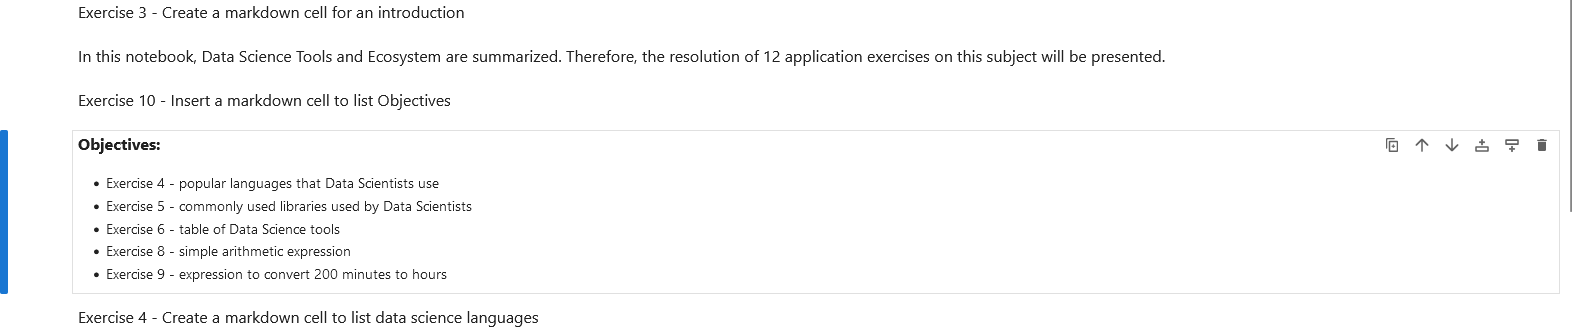 Exercise 3 - Create a markdown cell for an introduction
In this notebook, Data Science Tools and Ecosystem are summarized. Therefore, the resolution of 12 application exercises on this subject will be presented.
Exercise 10 - Insert a markdown cell to list Objectives
Objectives:
• Exercise 4 - popular languages that Data Scientists use
• Exercise 5 - commonly used libraries used by Data Scientists
• Exercise 6 - table of Data Science tools
• Exercise 8 - simple arithmetic expression
• Exercise 9 - expression to convert 200 minutes to hours
Exercise 4 - Create a markdown cell to list data science languages